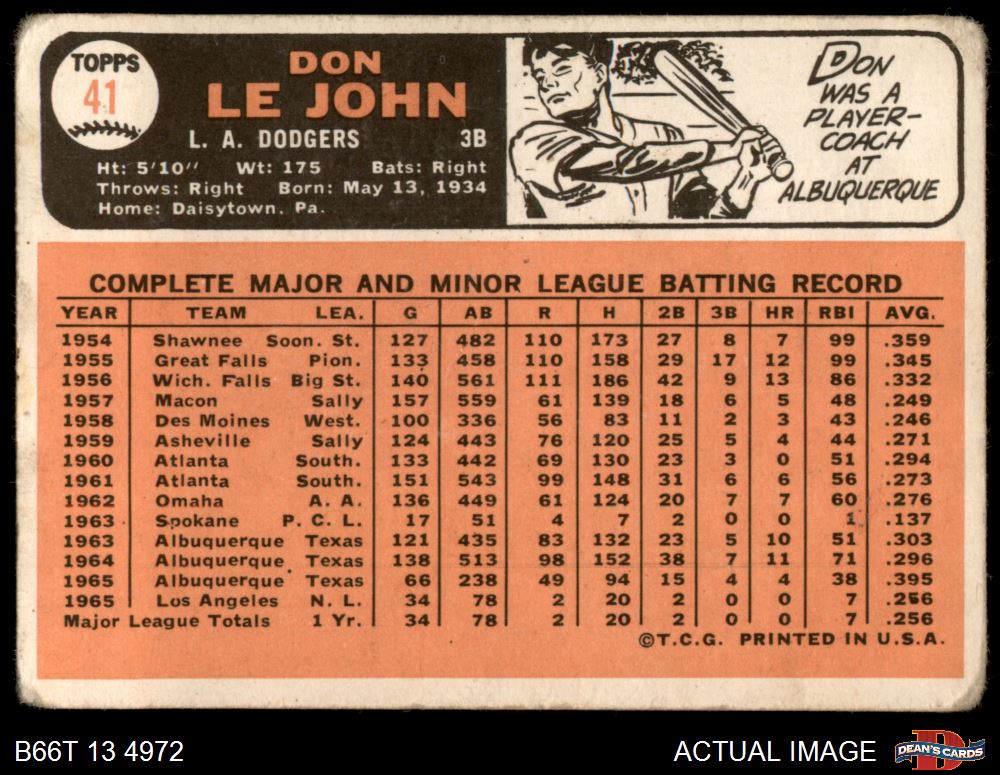 TOPPS
41
DON
LE JOHN
L. A. DODGERS 3B
Ht: 5'10" Wt: 175 Bats: Right
Throws: Right Born: May 13, 1934
Home: Daisytown, Pa.
DON
WAS A
PLAYER-
COACH
AT
ALBUQUERQUE
COMPLETE MAJOR AND MINOR LEAGUE BATTING RECORD
YEAR TEAM LEA. G AB R H 2B 3B HR RBI AVG.
1954 Shawnee Soon. St. 127 482 110 173 27 8 7 99 .359
1955 Great Falls Pion. 133 458 110 158 29 17 12 99 .345
1956 Wich. Falls Big St. 140 561 111 186 42 9 13 86 .332
1957 Macon Sally 157 559 61 139 18 6 5 48 .249
1958 Des Moines West. 100 336 56 83 11 2 3 43 .246
1959 Asheville Sally 124 443 76 120 25 5 4 44 .271
1960 Atlanta South. 133 442 69 130 23 3 0 51 .294
1961 Atlanta South. 151 543 99 148 31 6 6 56 .273
1962 Omaha A. A. 136 449 61 124 20 7 7 60 .276
1963 Spokane P. C. L. 17 51 4 7 2 0 0 1 .137
1963 Albuquerque Texas 121 435 83 132 23 5 10 51 .303
1964 Albuquerque Texas 138 513 98 152 38 7 11 71 .296
1965 Albuquerque Texas 66 238 49 94 15 4 4 38 .395
1965 Los Angeles N. L. 34 78 2 20 2 0 0 7 .256
Major League Totals 1 Yr. 34 78 2 20 2 0 0 7 .256
©T.C.G. PRINTED IN U.S.A.
B66T 13 4972 ACTUAL IMAGE DEAN'S CARDS